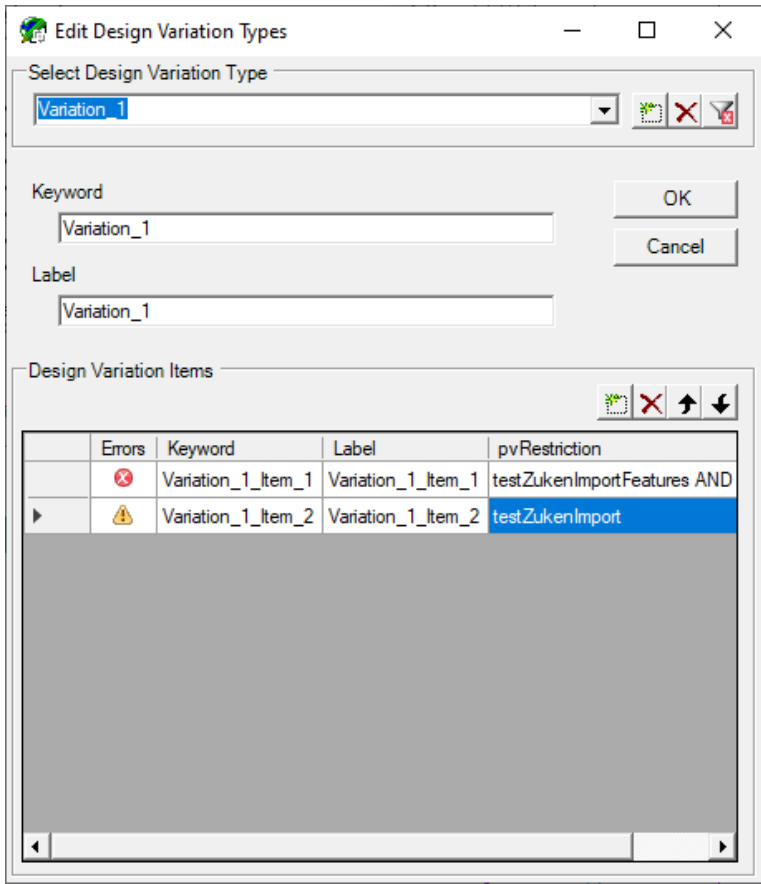 Edit Design Variation Types
Select Design Variation Type
Variation_1
Keyword
Variation_1
OK
Cancel
Label
Variation_1
Design Variation Items
Errors Keyword Label pvRestriction
Variation_1_Item_1 Variation_1_Item_1 testZukenImportFeatures AND
Variation_1_Item_2 Variation_1_Item_2 testZukenImport